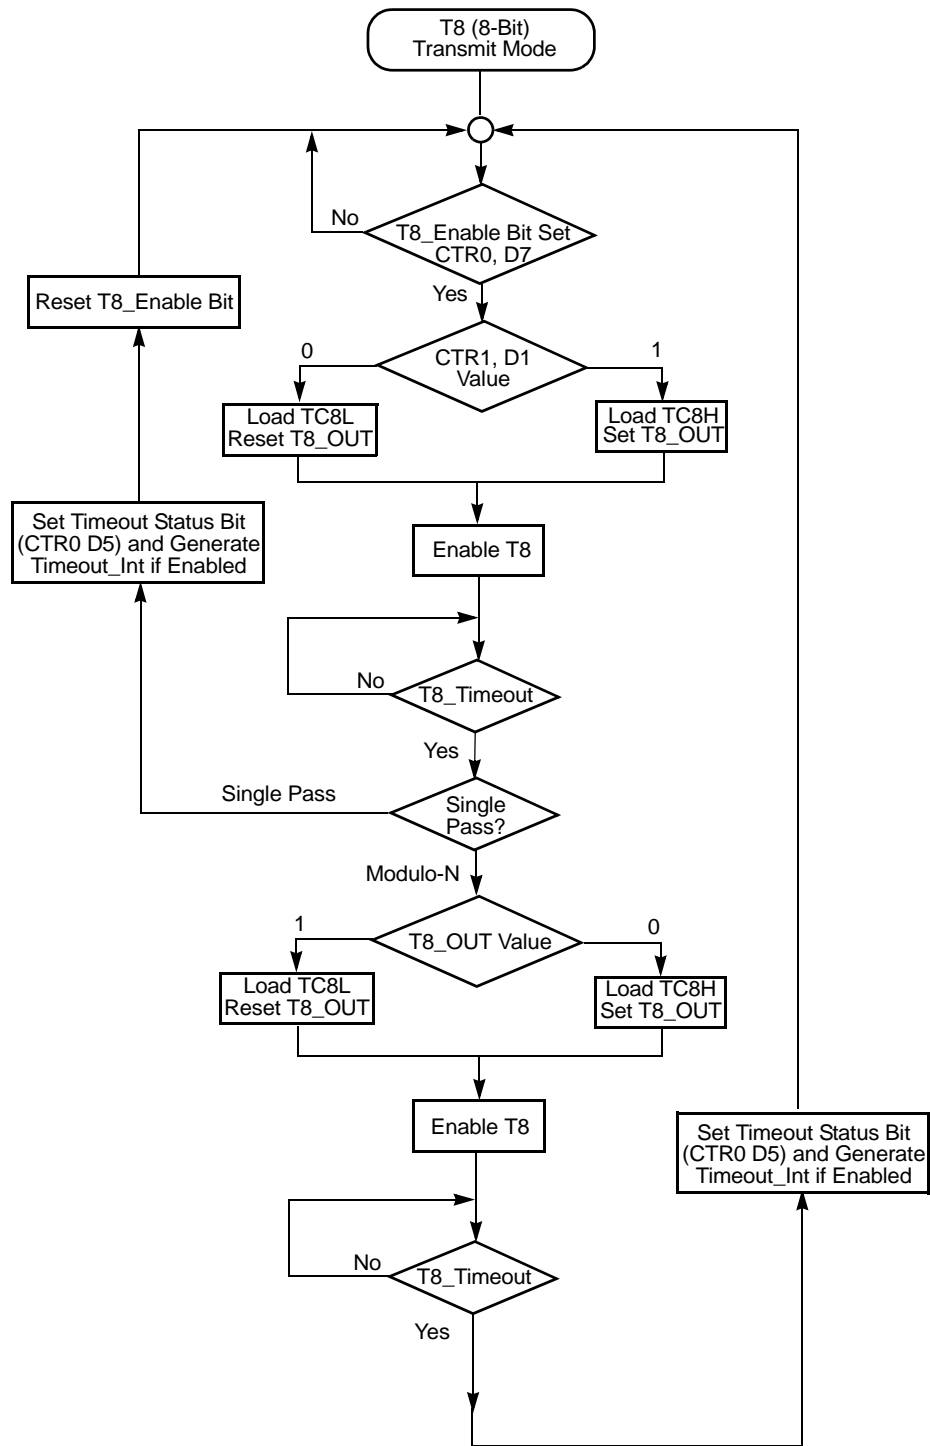 T8 (8-Bit)
Transmit Mode
No
T8_Enable Bit Set
CTR0, D7
Yes
Reset T8_Enable Bit
0
CTR1, D1
Value
1
Load TC8L
Reset T8_OUT
Load TC8H
Set T8_OUT
Set Timeout Status Bit
(CTR0 D5) and Generate
Timeout_Int if Enabled
Enable T8
No
T8_Timeout
Yes
Single Pass
Single
Pass?
Modulo-N
1
T8_OUT Value
0
Load TC8L
Reset T8_OUT
Load TC8H
Set T8_OUT
Enable T8
Set Timeout Status Bit
(CTR0 D5) and Generate
Timeout_Int if Enabled
No
T8_Timeout
Yes